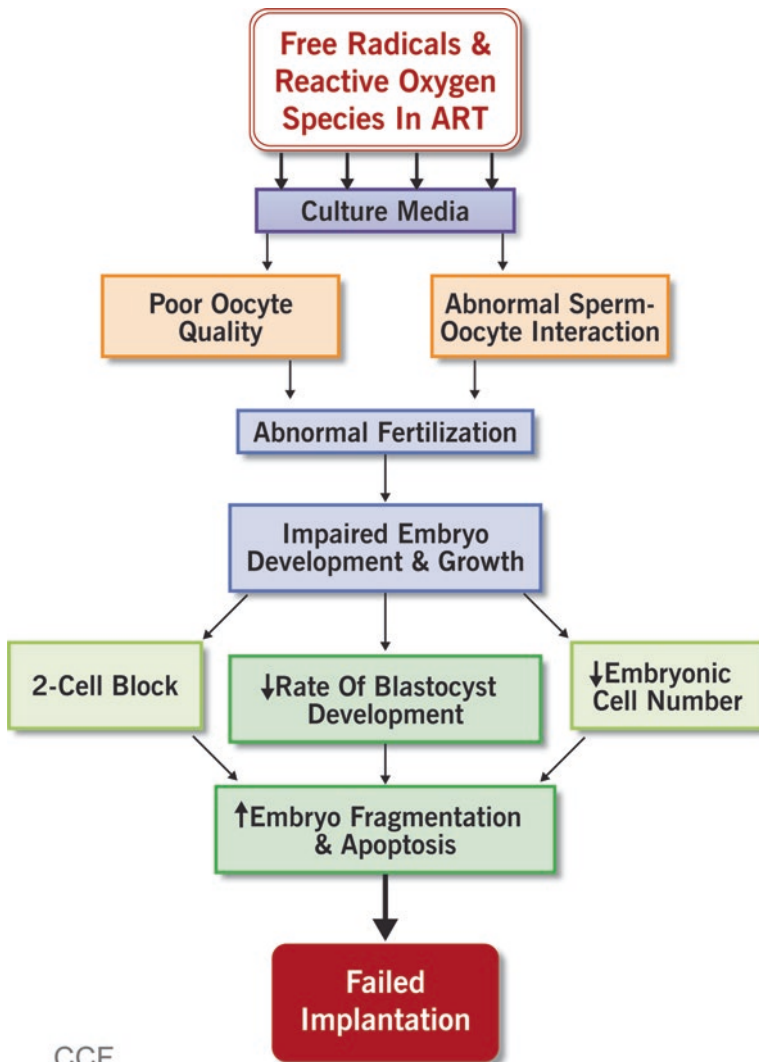 Free Radicals &
Reactive Oxygen
Species In ART
Culture Media
Poor Oocyte
Quality
Abnormal Sperm-
Oocyte Interaction
Abnormal Fertilization
Impaired Embryo
Development & Growth
2-Cell Block
↓Rate Of Blastocyst
Development
↓Embryonic
Cell Number
↑Embryo Fragmentation
& Apoptosis
Failed
Implantation